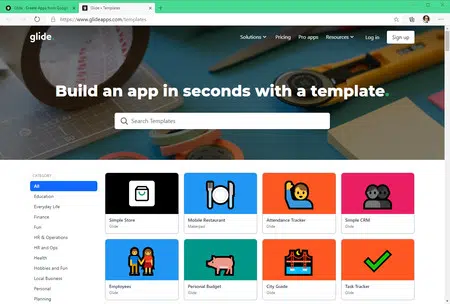 Glide - Create Apps from Googl
Glide • Templates
https://www.glideapps.com/templates
glide
Solutions
Pricing
Pro apps
Resources
Log in
Sign up
Build an app in seconds with a template.
Search Templates
CATEGORY
All
Education
Everyday Life
Finance
Fun
HR & Operations
HR and Ops
Health
Hobbies and Fun
Local Business
Personal
Planning
Simple Store
Glide
Mobile Restaurant
Attendance Tracker
Glide
Simple CRM
Glide
Employees
Glide
Personal Budget
Glide
City Guide
Glide
Task Tracker
Glide